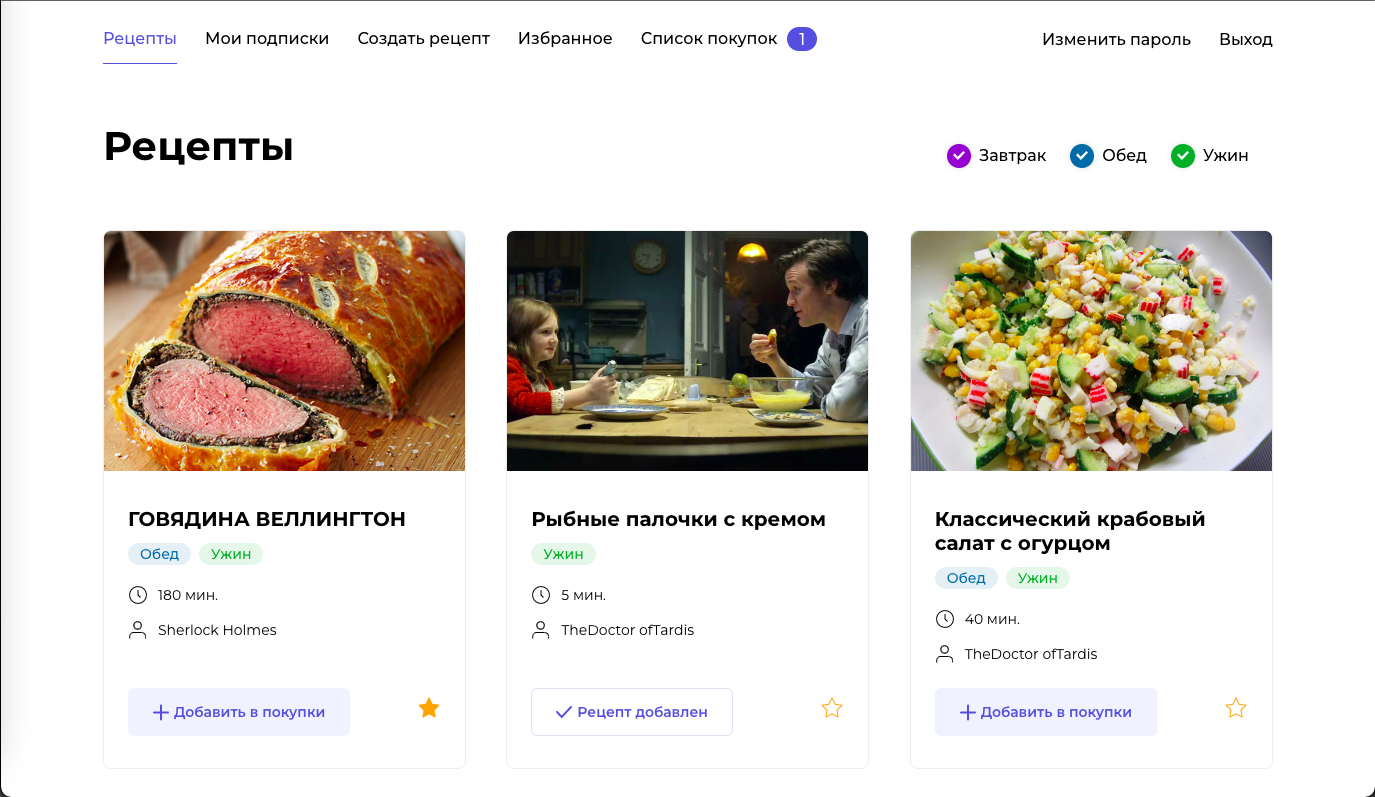 Рецепты Мои подписки Создать рецепт Избранное Список покупок 1 Изменить пароль Выход
Рецепты
Завтрак Обед Ужин
ГОВЯДИНА ВЕЛЛИНГТОН
Обед Ужин
180 мин.
Sherlock Holmes
Добавить в покупки
Рыбные палочки с кремом
Ужин
5 мин.
TheDoctor ofTardis
Рецепт добавлен
Классический крабовый
салат с огурцом
Обед Ужин
40 мин.
TheDoctor ofTardis
Добавить в покупки